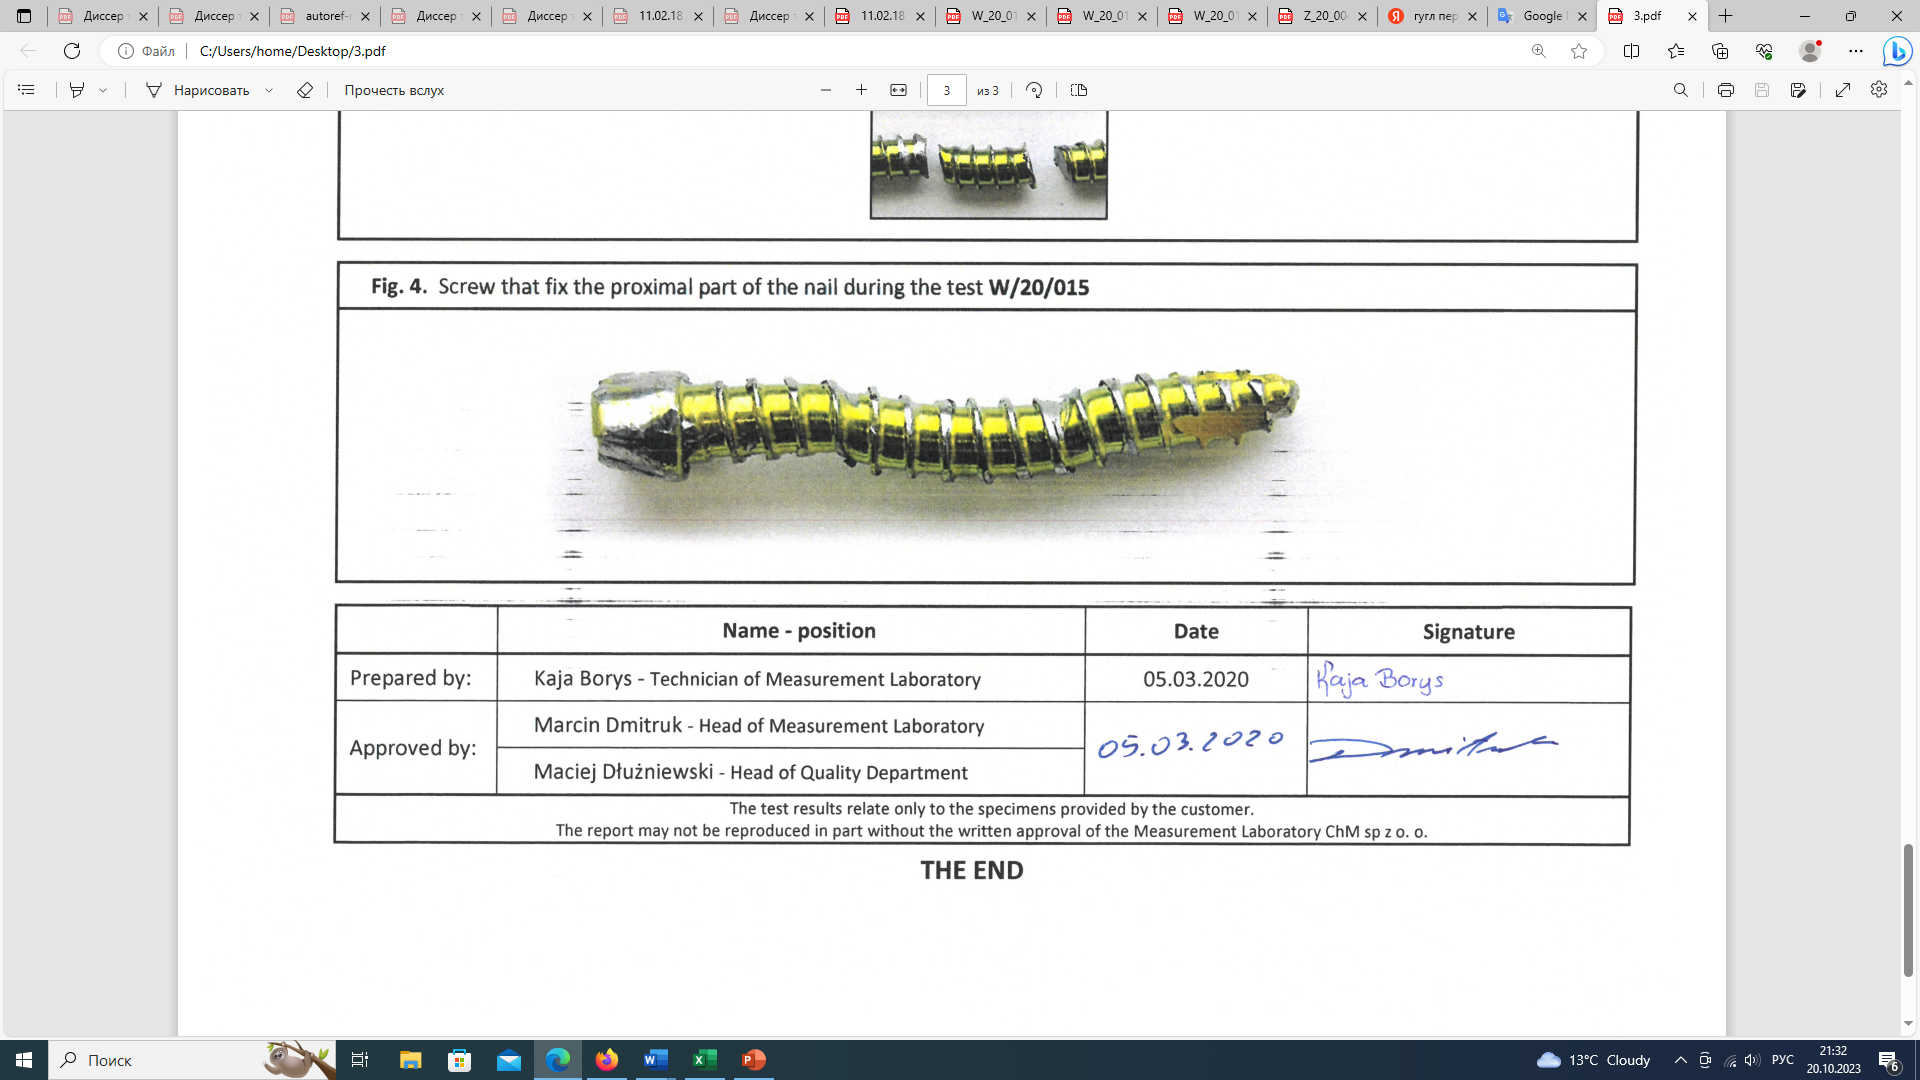 Диссер
Диссер
autoref-
Диссер
Диссер
11.02.18
Диссер
11.02.18
W_20_01
W_20_01
W_20_01
Z_20_00
гугл пер
Google
3.pdf
Файл C:/Users/home/Desktop/3.pdf
Нарисовать Прочесть вслух 3 из 3
Fig. 4. Screw that fix the proximal part of the nail during the test W/20/015
Name - position Date Signature
Prepared by: Kaja Borys - Technician of Measurement Laboratory 05.03.2020 Kaja Borys
Approved by: Marcin Dmitruk - Head of Measurement Laboratory 05.03.2020 Dmitruk
Maciej Dłużniewski - Head of Quality Department
The test results relate only to the specimens provided by the customer.
The report may not be reproduced in part without the written approval of the Measurement Laboratory ChM sp z o. o.
THE END
Поиск 13°C Cloudy РУС 21:32
20.10.2023 6